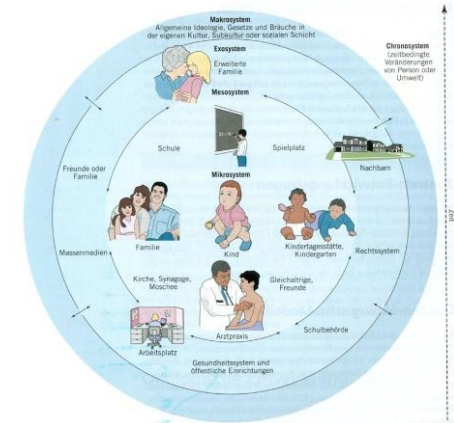 Makrosystem
Allgemeine Ideologie, Gesetze und Bräuche in
der eigenen Kultur, Subkultur oder sozialen Schicht
Exosystem
Erweiterte
Familie
Chronosystem
(zeitbedingte
Veränderungen
von Person oder
Umwelt)
Mesosystem
Schule
Spielplatz
Nachbarn
Freunde oder
Familie
Mikrosystem
Zeit
Familie
Kind
Kindertagesstätte,
Kindergarten
Massenmedien
Rechtssystem
Kirche, Synagoge,
Moschee
Gleichaltrige,
Freunde
Arztpraxis
Schulbehörde
Arbeitsplatz
Gesundheitssystem und
öffentliche Einrichtungen